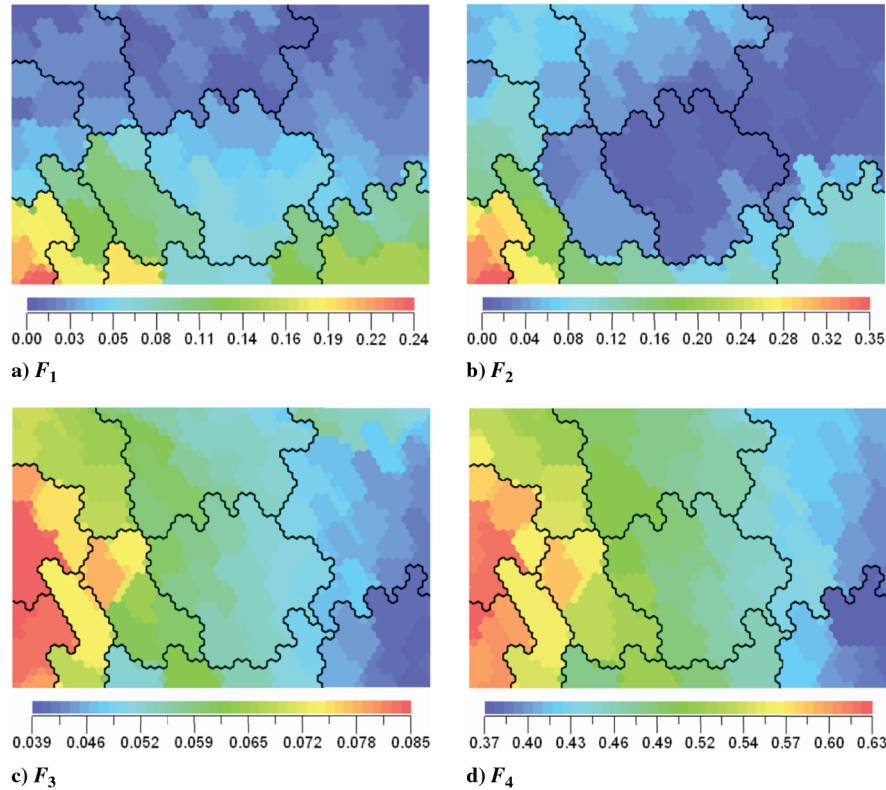 0.00 0.03 0.05 0.08 0.11 0.14 0.16 0.19 0.22 0.24
a) F1
0.00 0.04 0.08 0.12 0.16 0.20 0.24 0.28 0.32 0.35
b) F2
0.039 0.046 0.052 0.059 0.065 0.072 0.078 0.085
c) F3
0.37 0.40 0.43 0.46 0.49 0.52 0.54 0.57 0.60 0.63
d) F4